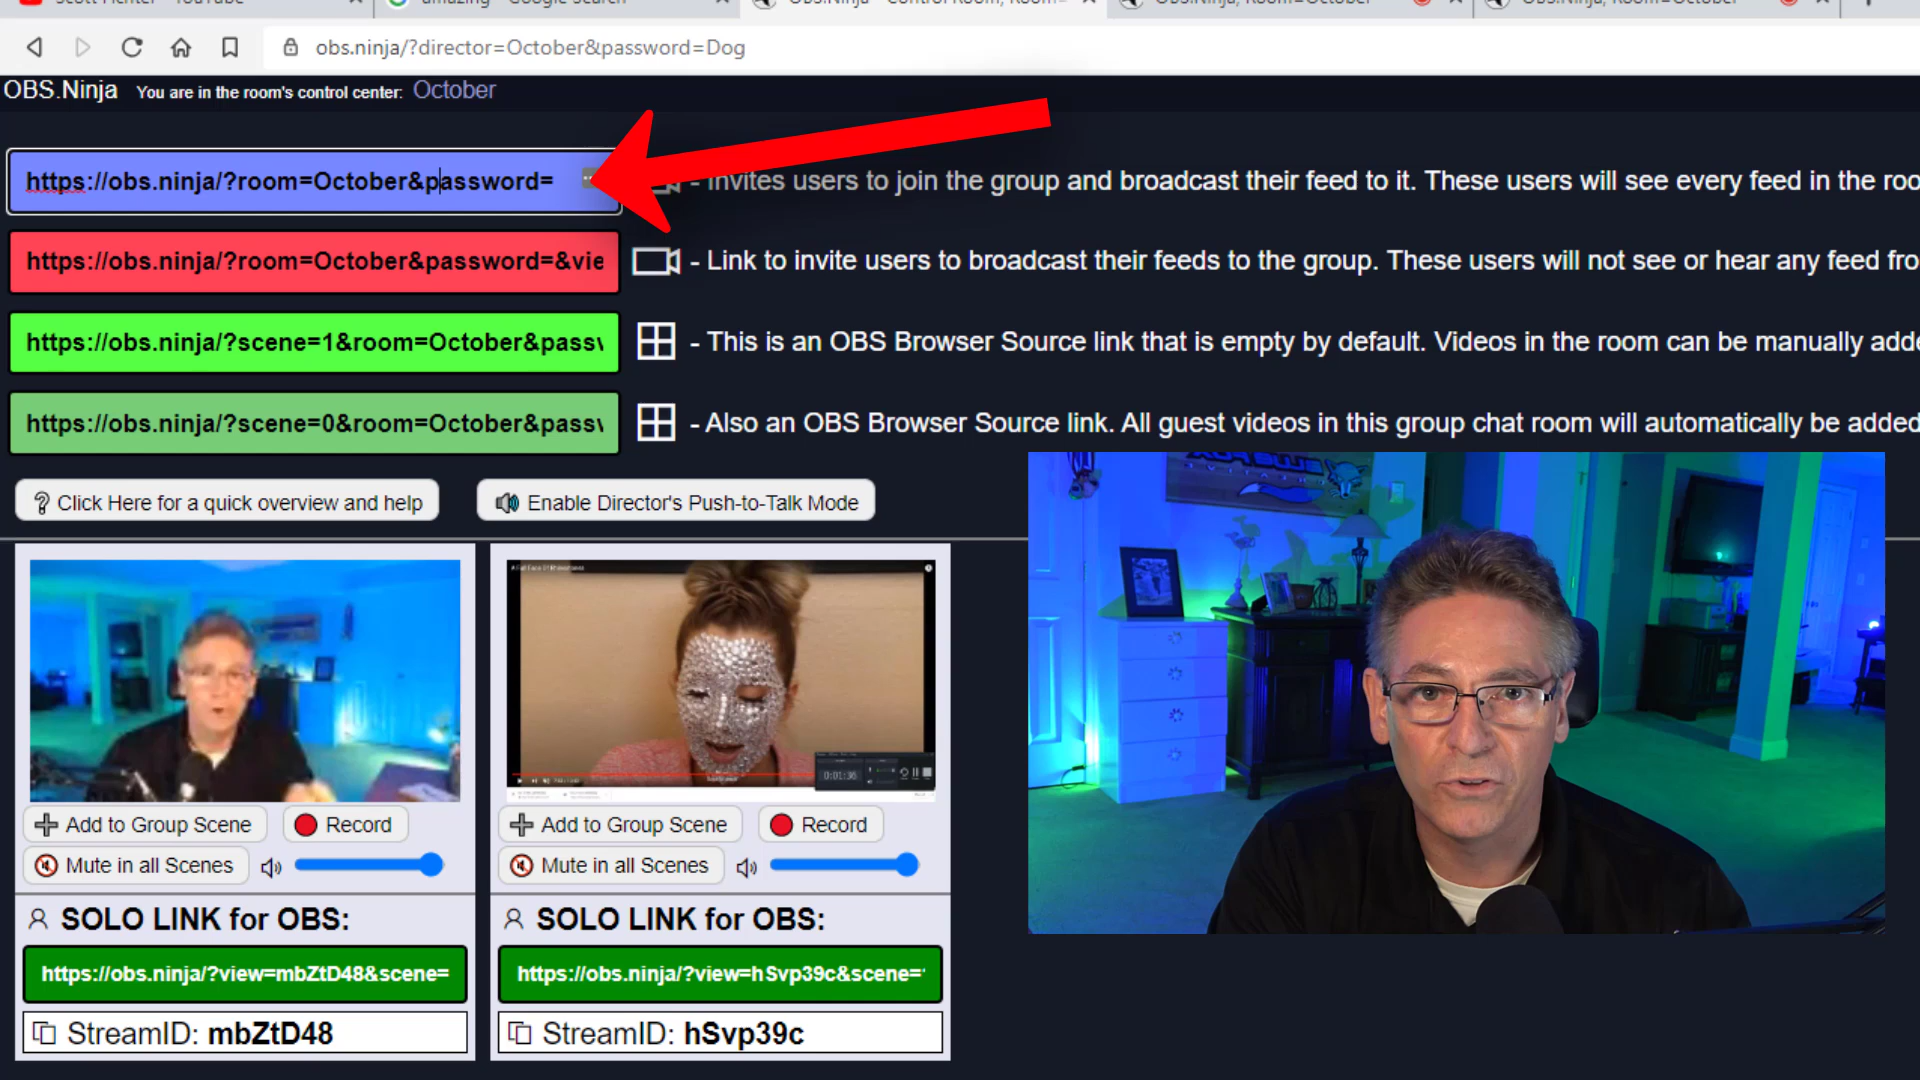 obs.ninja/?director=October&password=Dog
OBS.Ninja You are in the room's control center: October
https://obs.ninja/?room=October&password=
- Invites users to join the group and broadcast their feed to it. These users will see every feed in the roo
https://obs.ninja/?room=October&password=&vie
- Link to invite users to broadcast their feeds to the group. These users will not see or hear any feed fro
https://obs.ninja/?scene=1&room=October&passv
- This is an OBS Browser Source link that is empty by default. Videos in the room can be manually adde
https://obs.ninja/?scene=0&room=October&passv
- Also an OBS Browser Source link. All guest videos in this group chat room will automatically be added
? Click Here for a quick overview and help
Enable Director's Push-to-Talk Mode
0:01:36
Add to Group Scene
Record
Add to Group Scene
Record
Mute in all Scenes
Mute in all Scenes
SOLO LINK for OBS:
SOLO LINK for OBS:
https://obs.ninja/?view=mbZtD48&scene=
https://obs.ninja/?view=hSvp39c&scene=
StreamID: mbZtD48
StreamID: hSvp39c